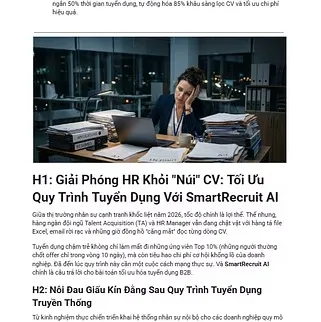 ngắn 50% thời gian tuyển dụng, tự động hóa 85% khâu sàng lọc CV và tối ưu chi phí
hiệu quả.
H1: Giải Phóng HR Khỏi "Núi" CV: Tối Ưu
Quy Trình Tuyển Dụng Với SmartRecruit AI
Giữa thị trường nhân sự cạnh tranh khốc liệt năm 2026, tốc độ chính là lợi thế. Thế nhưng,
hàng ngàn đội ngũ Talent Acquisition (TA) và HR Manager vẫn đang chật vật với hàng tá file
Excel, email rời rạc và những giờ đồng hồ "căng mắt" đọc từng dòng CV.
Tuyển dụng chậm trễ không chỉ làm mất đi những ứng viên Top 10% (những người thường
chốt offer chỉ trong vòng 10 ngày), mà còn tiêu hao chi phí cơ hội khổng lồ của doanh
nghiệp. Đã đến lúc quy trình này cần một cuộc cách mạng thực sự. Và SmartRecruit AI
chính là câu trả lời cho bài toán tối ưu hóa tuyển dụng B2B.
H2: Nỗi Đau Giấu Kín Đằng Sau Quy Trình Tuyển Dụng
Truyền Thống
Từ kinh nghiệm thực chiến triển khai hệ thống nhân sự nội bộ cho các doanh nghiệp quy mô